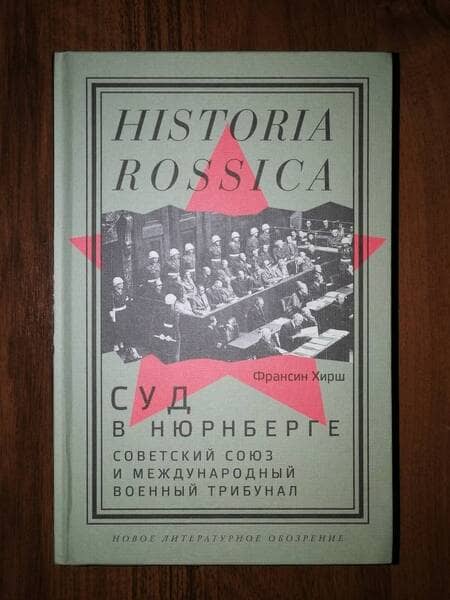 HISTORIA
ROSSICA
Франсин Хирш
СУД
В НЮРНБЕРГЕ
СОВЕТСКИЙ СОЮЗ
И МЕЖДУНАРОДНЫЙ
ВОЕННЫЙ ТРИБУНАЛ
НОВОЕ ЛИТЕРАТУРНОЕ ОБОЗРЕНИЕ